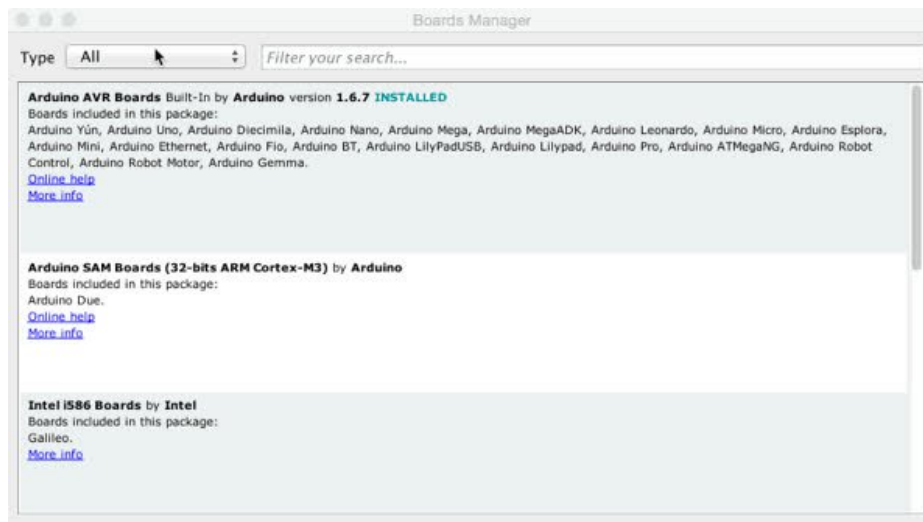 Boards Manager
Type All Filter your search...
Arduino AVR Boards Built-In by Arduino version 1.6.7 INSTALLED
Boards included in this package:
Arduino Yún, Arduino Uno, Arduino Diecimila, Arduino Nano, Arduino Mega, Arduino MegaADK, Arduino Leonardo, Arduino Micro, Arduino Esplora,
Arduino Mini, Arduino Ethernet, Arduino Fio, Arduino BT, Arduino LilyPadUSB, Arduino Lilypad, Arduino Pro, Arduino ATMegaNG, Arduino Robot
Control, Arduino Robot Motor, Arduino Gemma.
Online help
More info
Arduino SAM Boards (32-bits ARM Cortex-M3) by Arduino
Boards included in this package:
Arduino Due.
Online help
More info
Intel i586 Boards by Intel
Boards included in this package:
Galileo.
More info